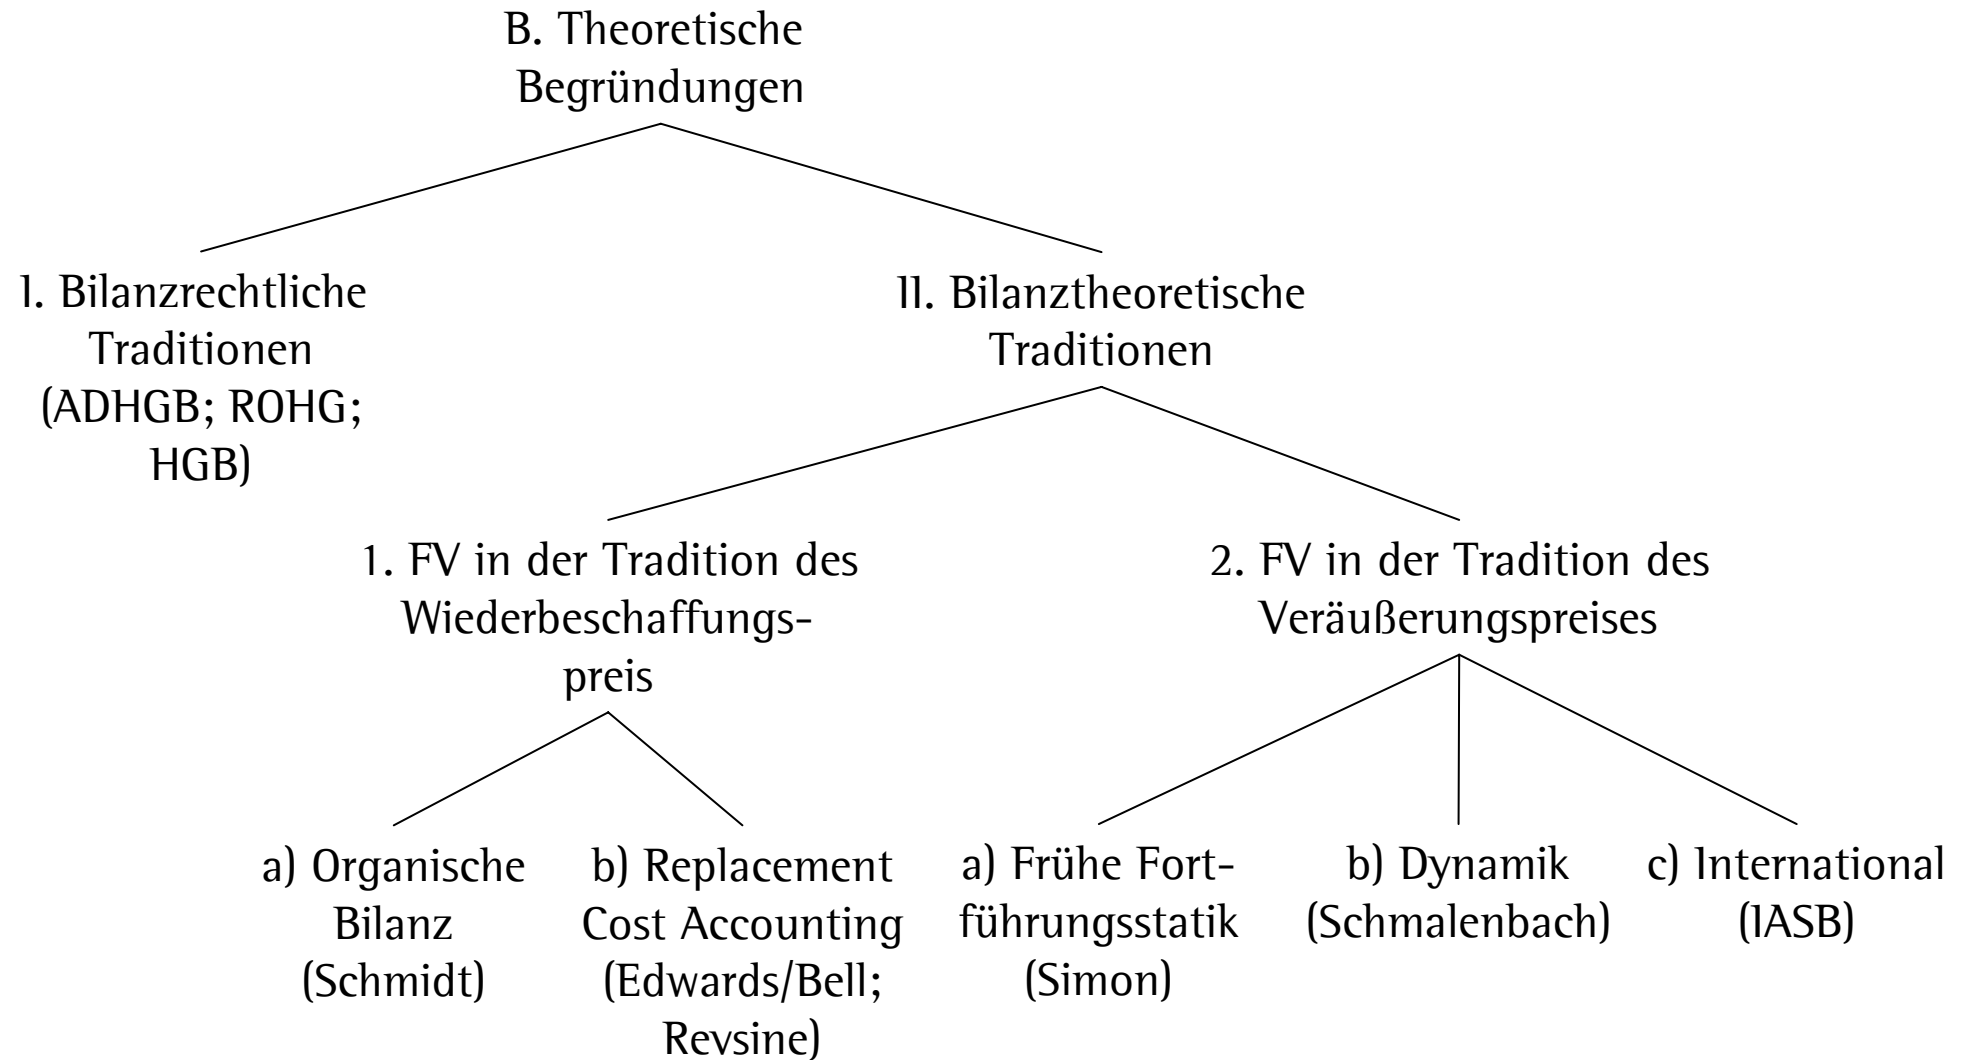 B. Theoretische
Begründungen
I. Bilanzrechtliche
Traditionen
(ADHGB; ROHG;
HGB)
II. Bilanztheoretische
Traditionen
1. FV in der Tradition des
Wiederbeschaffungs-
preis
2. FV in der Tradition des
Veräußerungspreises
a) Organische
Bilanz
(Schmidt)
b) Replacement
Cost Accounting
(Edwards/Bell;
Revsine)
a) Frühe Fort-
führungsstatik
(Simon)
b) Dynamik
(Schmalenbach)
c) International
(IASB)